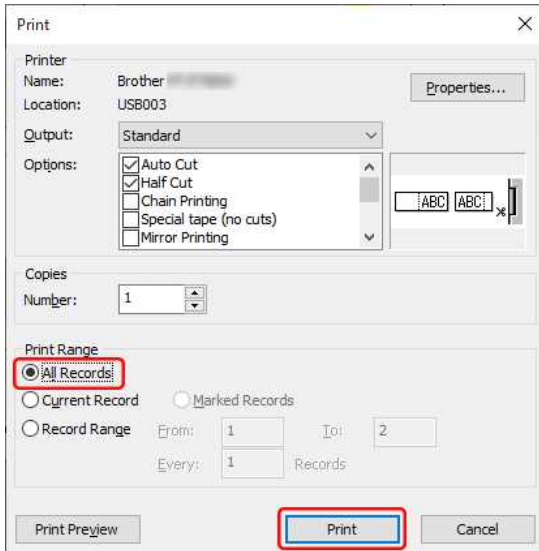 Print
Printer
Name: Brother
Properties...
Location: USB003
Output: Standard
Options: Auto Cut
Half Cut
Chain Printing
Special tape (no cuts)
Mirror Printing
ABC ABC
Copies
Number: 1
Print Range
All Records
Current Record Marked Records
Record Range From: 1 To: 2
Every: 1 Records
Print Preview Print Cancel